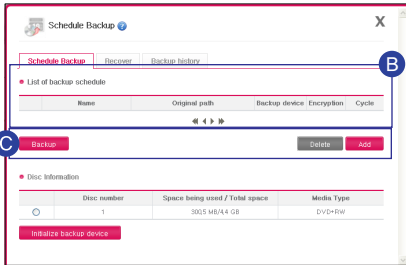 Schedule Backup ?
X
Schedule Backup Recover Backup history
B
List of backup schedule
Name Original path Backup device Encryption Cycle
C
Backup Delete Add
Disc Information
Disc number Space being used / Total space Media Type
1 300,5 MB/4,4 GB DVD+RW
Initialize backup device